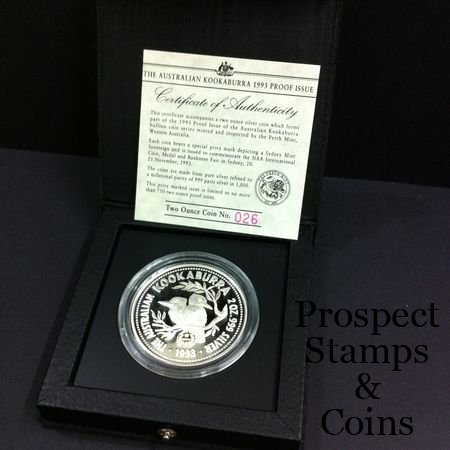 THE AUSTRALIAN KOOKABURRA 1993 PROOF ISSUE
Certificate of Authenticity
This certificate accompanies a two ounce silver coin which forms
part of the 1993 Proof Issue of the Australian Kookaburra
bullion coin series minted and inspected by the Perth Mint,
Western Australia.
Each coin bears a special privy mark depicting a Sydney Mint
Sovereign and is issued to commemorate the NAA International
Coin, Medal and Banknote Fair in Sydney, 20-
21 November, 1993.
The coins are made from pure silver refined to
a millesimal purity of 999 parts silver in 1,000.
This privy marked issue is limited to no more
than 750 two ounce proof coins.
Two Ounce Coin No. 026
THE AUSTRALIAN KOOKABURRA
2 OZ. 999 SILVER
· 1993 ·
Prospect
Stamps
&
Coins